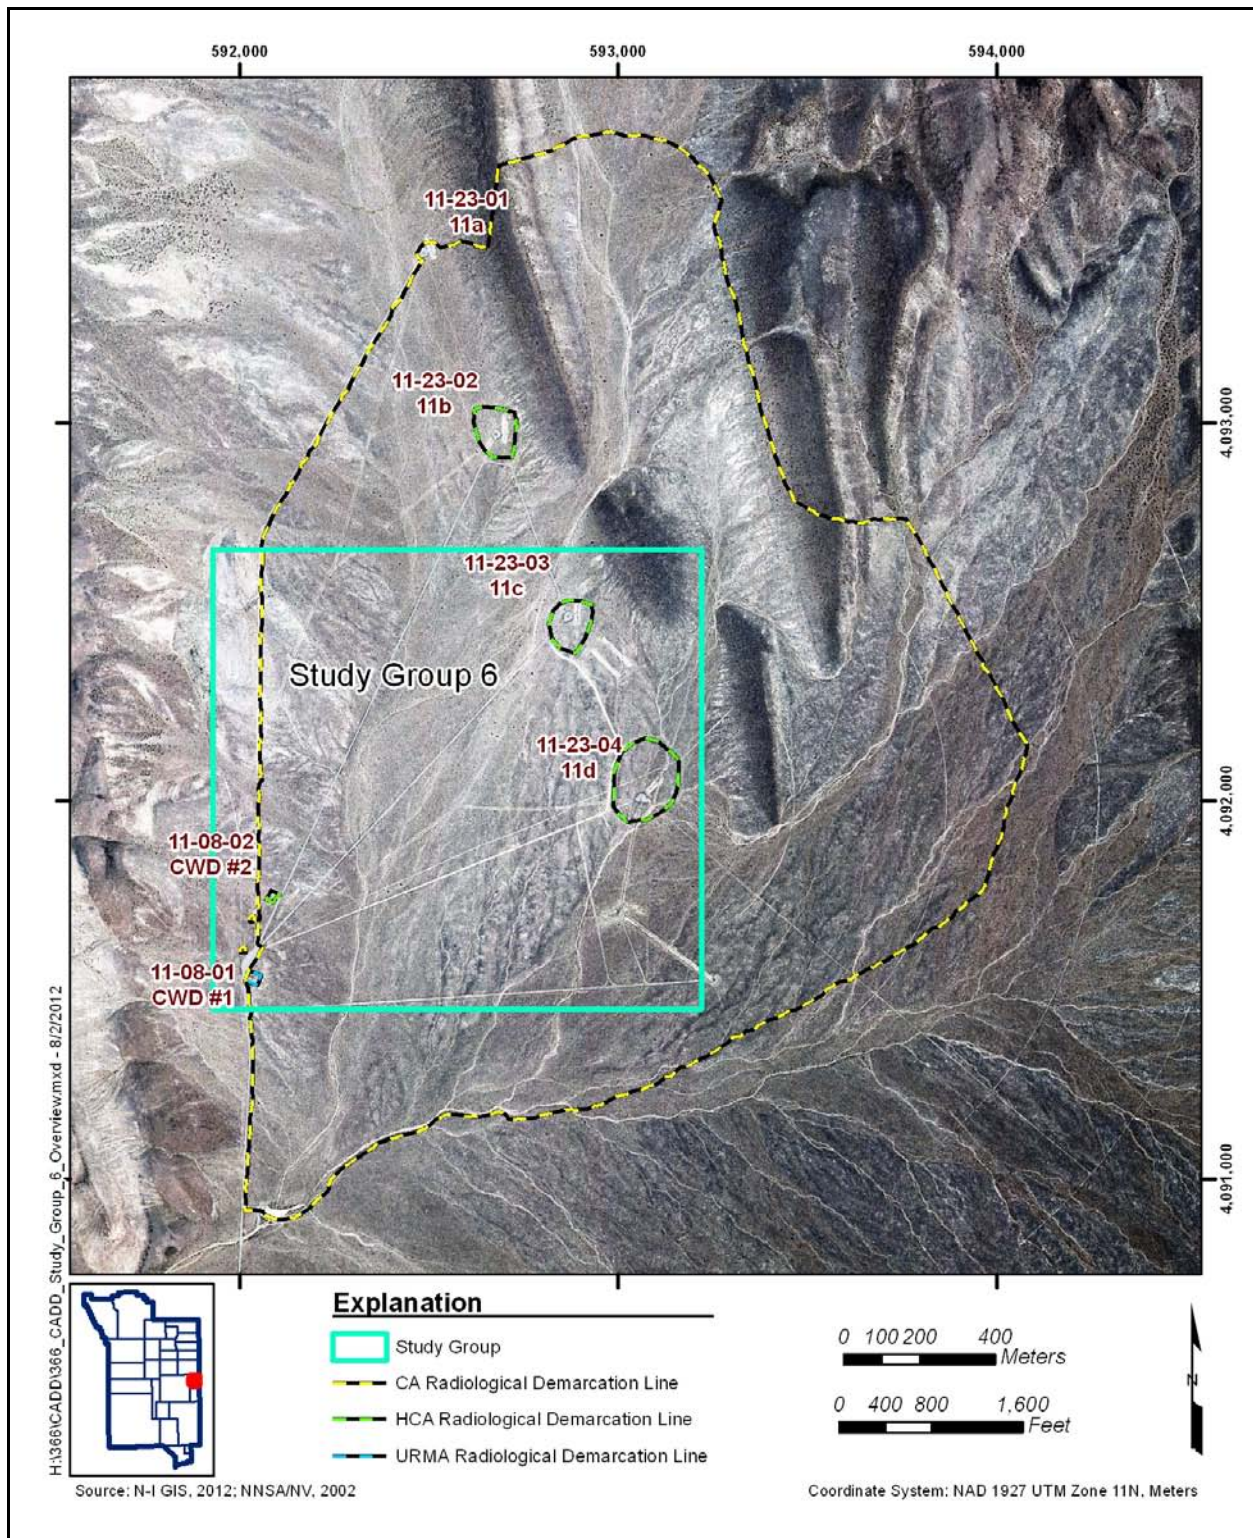 592,000
593,000
594,000
11-23-01
11a
11-23-02
11b
4,093,000
11-23-03
11c
Study Group 6
11-23-04
11d
4,092,000
11-08-02
CWD #2
11-08-01
CWD #1
4,091,000
H:\366\CADD\366_CADD_Study_Group_6_Overview.mxd - 8/2/2012
Explanation
Study Group
CA Radiological Demarcation Line
HCA Radiological Demarcation Line
URMA Radiological Demarcation Line
0 100 200 400
Meters
0 400 800 1,600
Feet
N
Source: N-I GIS, 2012; NNSA/NV, 2002
Coordinate System: NAD 1927 UTM Zone 11N, Meters